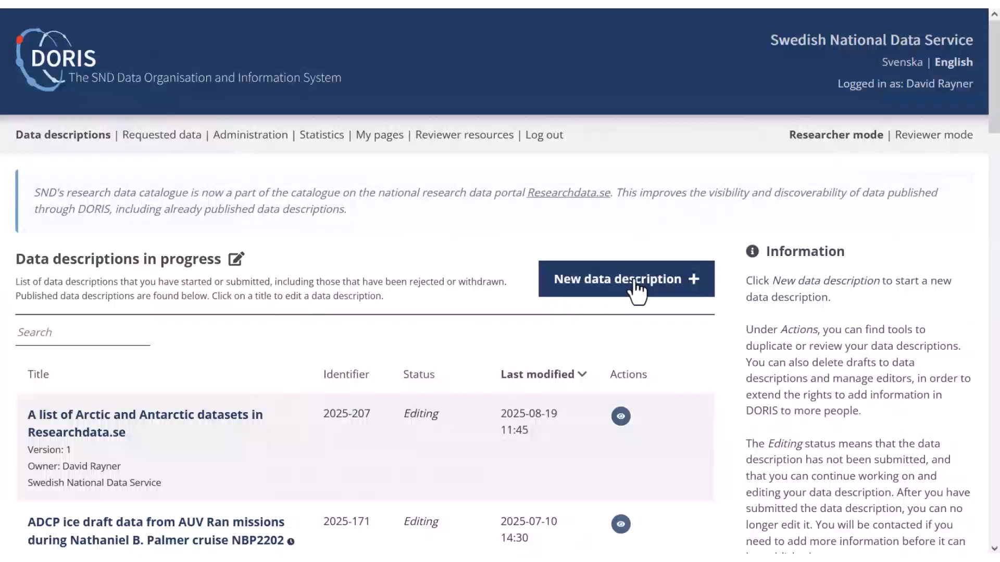 DORIS
The SND Data Organisation and Information System
Swedish National Data Service
Svenska | English
Logged in as: David Rayner
Data descriptions | Requested data | Administration | Statistics | My pages | Reviewer resources | Log out
Researcher mode | Reviewer mode
SND's research data catalogue is now a part of the catalogue on the national research data portal Researchdata.se. This improves the visibility and discoverability of data published
through DORIS, including already published data descriptions.
Data descriptions in progress
List of data descriptions that you have started or submitted, including those that have been rejected or withdrawn.
Published data descriptions are found below. Click on a title to edit a data description.
New data description +
Search
Title Identifier Status Last modified Actions
A list of Arctic and Antarctic datasets in
Researchdata.se
Version: 1
Owner: David Rayner
Swedish National Data Service
2025-207
Editing
2025-08-19
11:45
ADCP ice draft data from AUV Ran missions
during Nathaniel B. Palmer cruise NBP2202
2025-171
Editing
2025-07-10
14:30
Information
Click New data description to start a new
data description.
Under Actions, you can find tools to
duplicate or review your data descriptions.
You can also delete drafts to data
descriptions and manage editors, in order to
extend the rights to add information in
DORIS to more people.
The Editing status means that the data
description has not been submitted, and
that you can continue working on and
editing your data description. After you have
submitted the data description, you can no
longer edit it. You will be contacted if you
need to add more information before it can